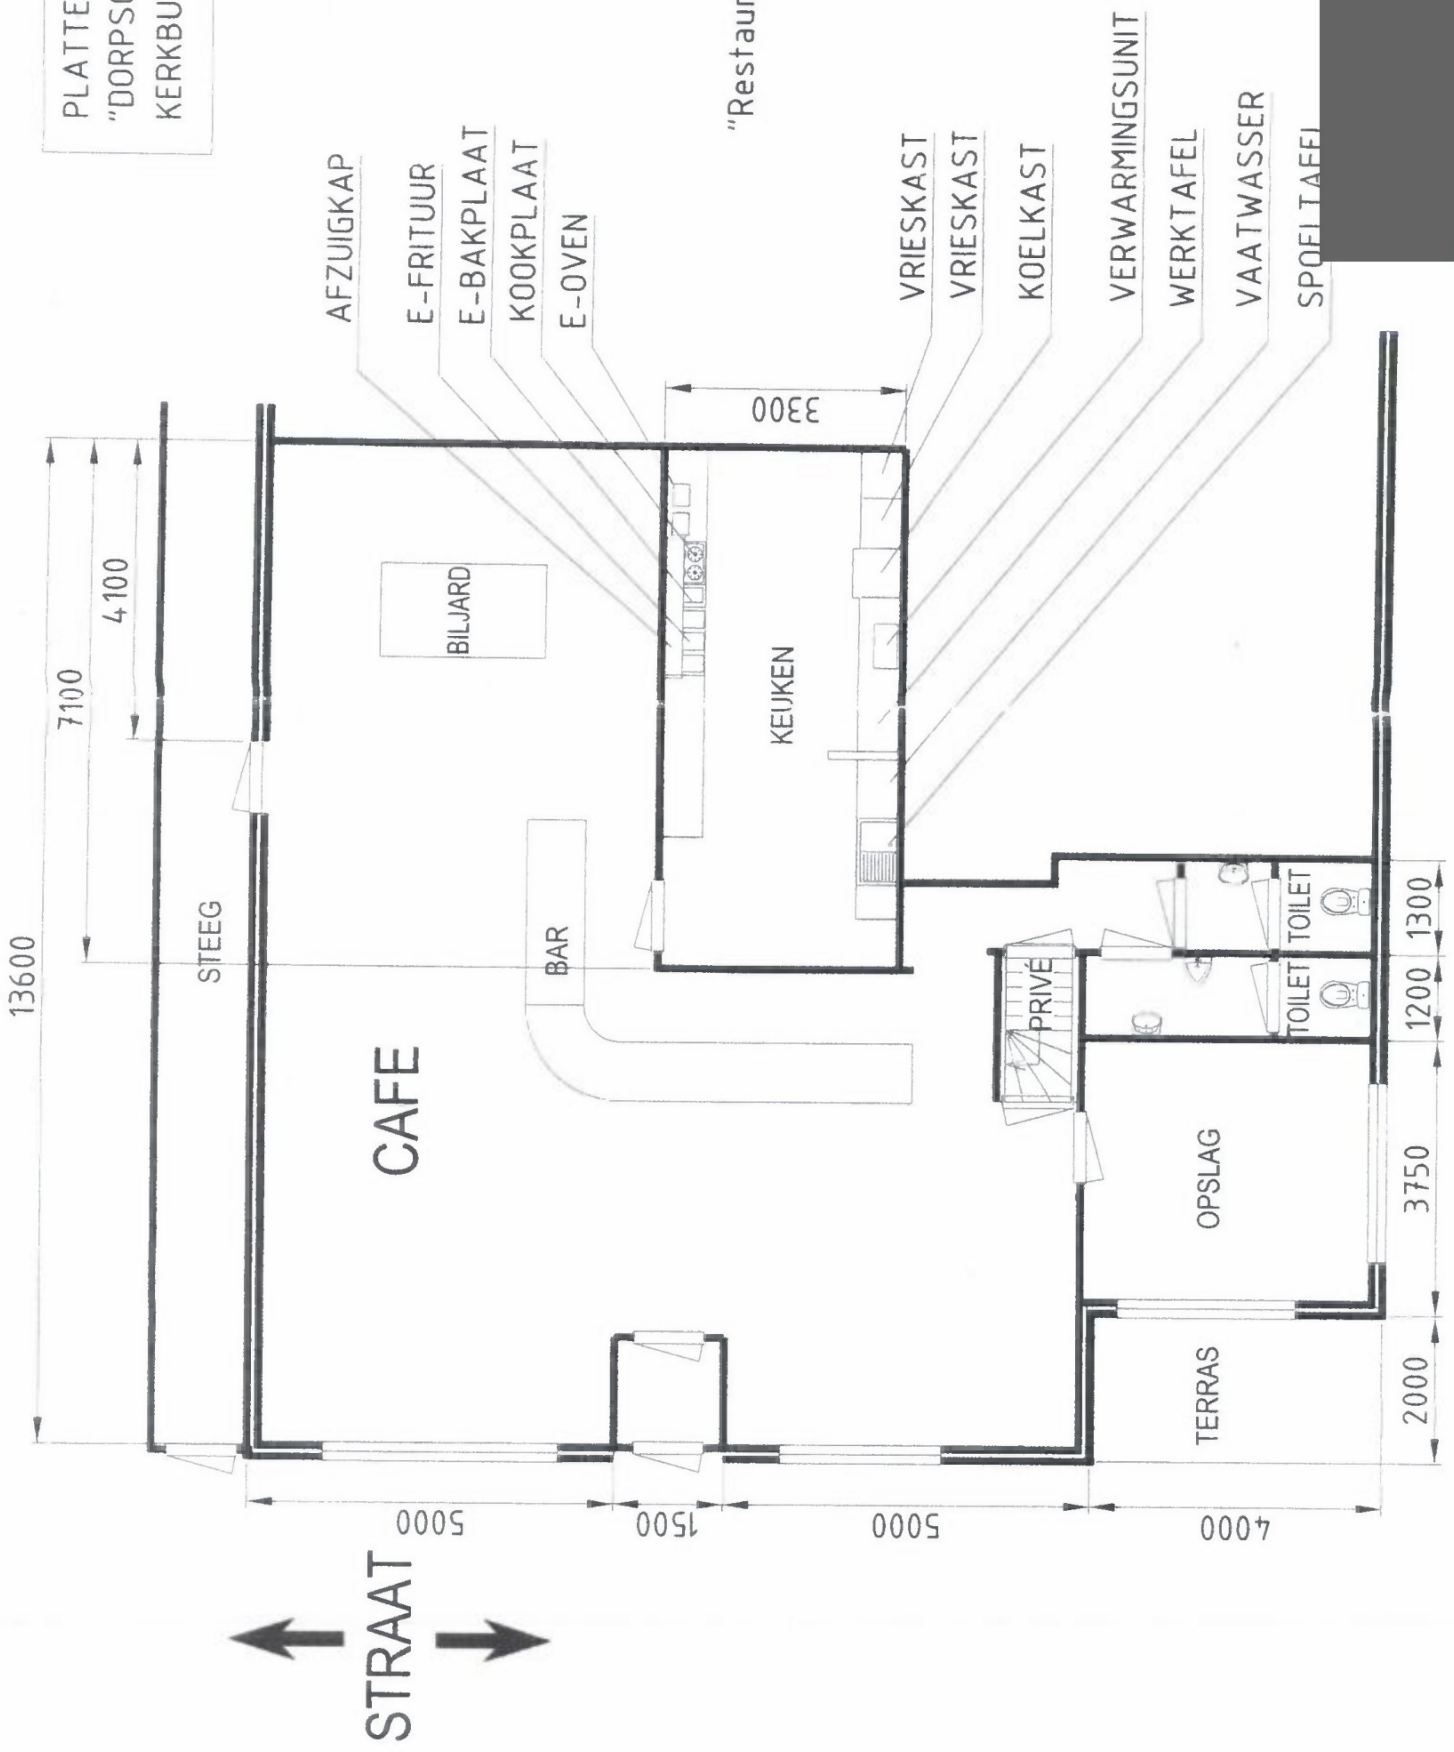 PLATTE
"DORPSC
KERKBU
"Restaur
AFZUIGKAP
E-FRITUUR
E-BAKPLAAT
KOOKPLAAT
E-OVEN
VRIESKAST
VRIESKAST
KOELKAST
VERWARMINGSUNIT
WERKTAFEL
VAATWASSER
SPOELTAFEL
13600
7100
4100
3300
STEEG
BILJARD
KEUKEN
BAR
CAFE
PRIVÉ
TOILET
TOILET
OPSLAG
TERRAS
1300
1200
3750
2000
5000
1500
5000
4000
STRAAT